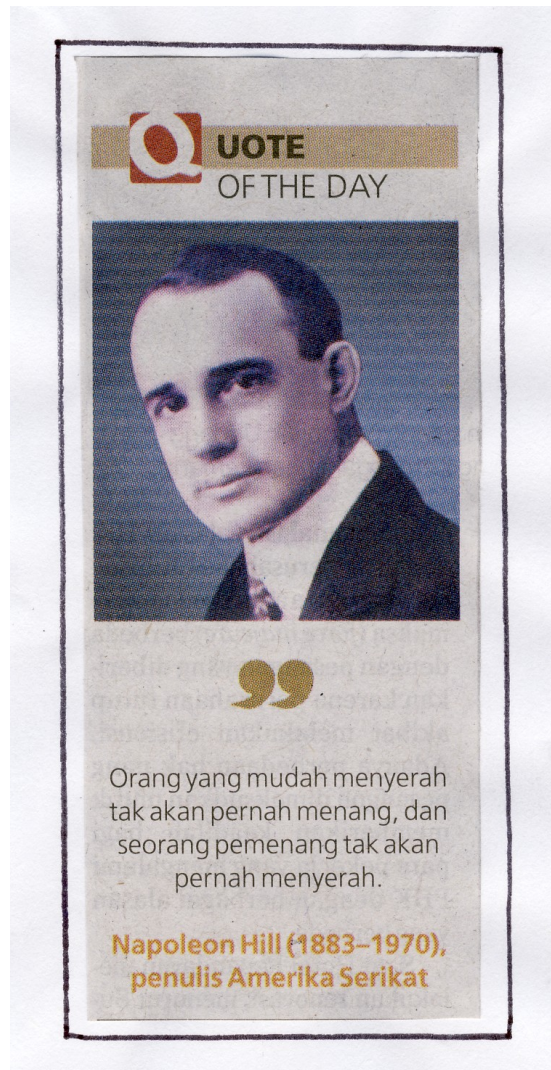 QUOTE
OF THE DAY
”
Orang yang mudah menyerah
tak akan pernah menang, dan
seorang pemenang tak akan
pernah menyerah.
Napoleon Hill (1883–1970),
penulis Amerika Serikat